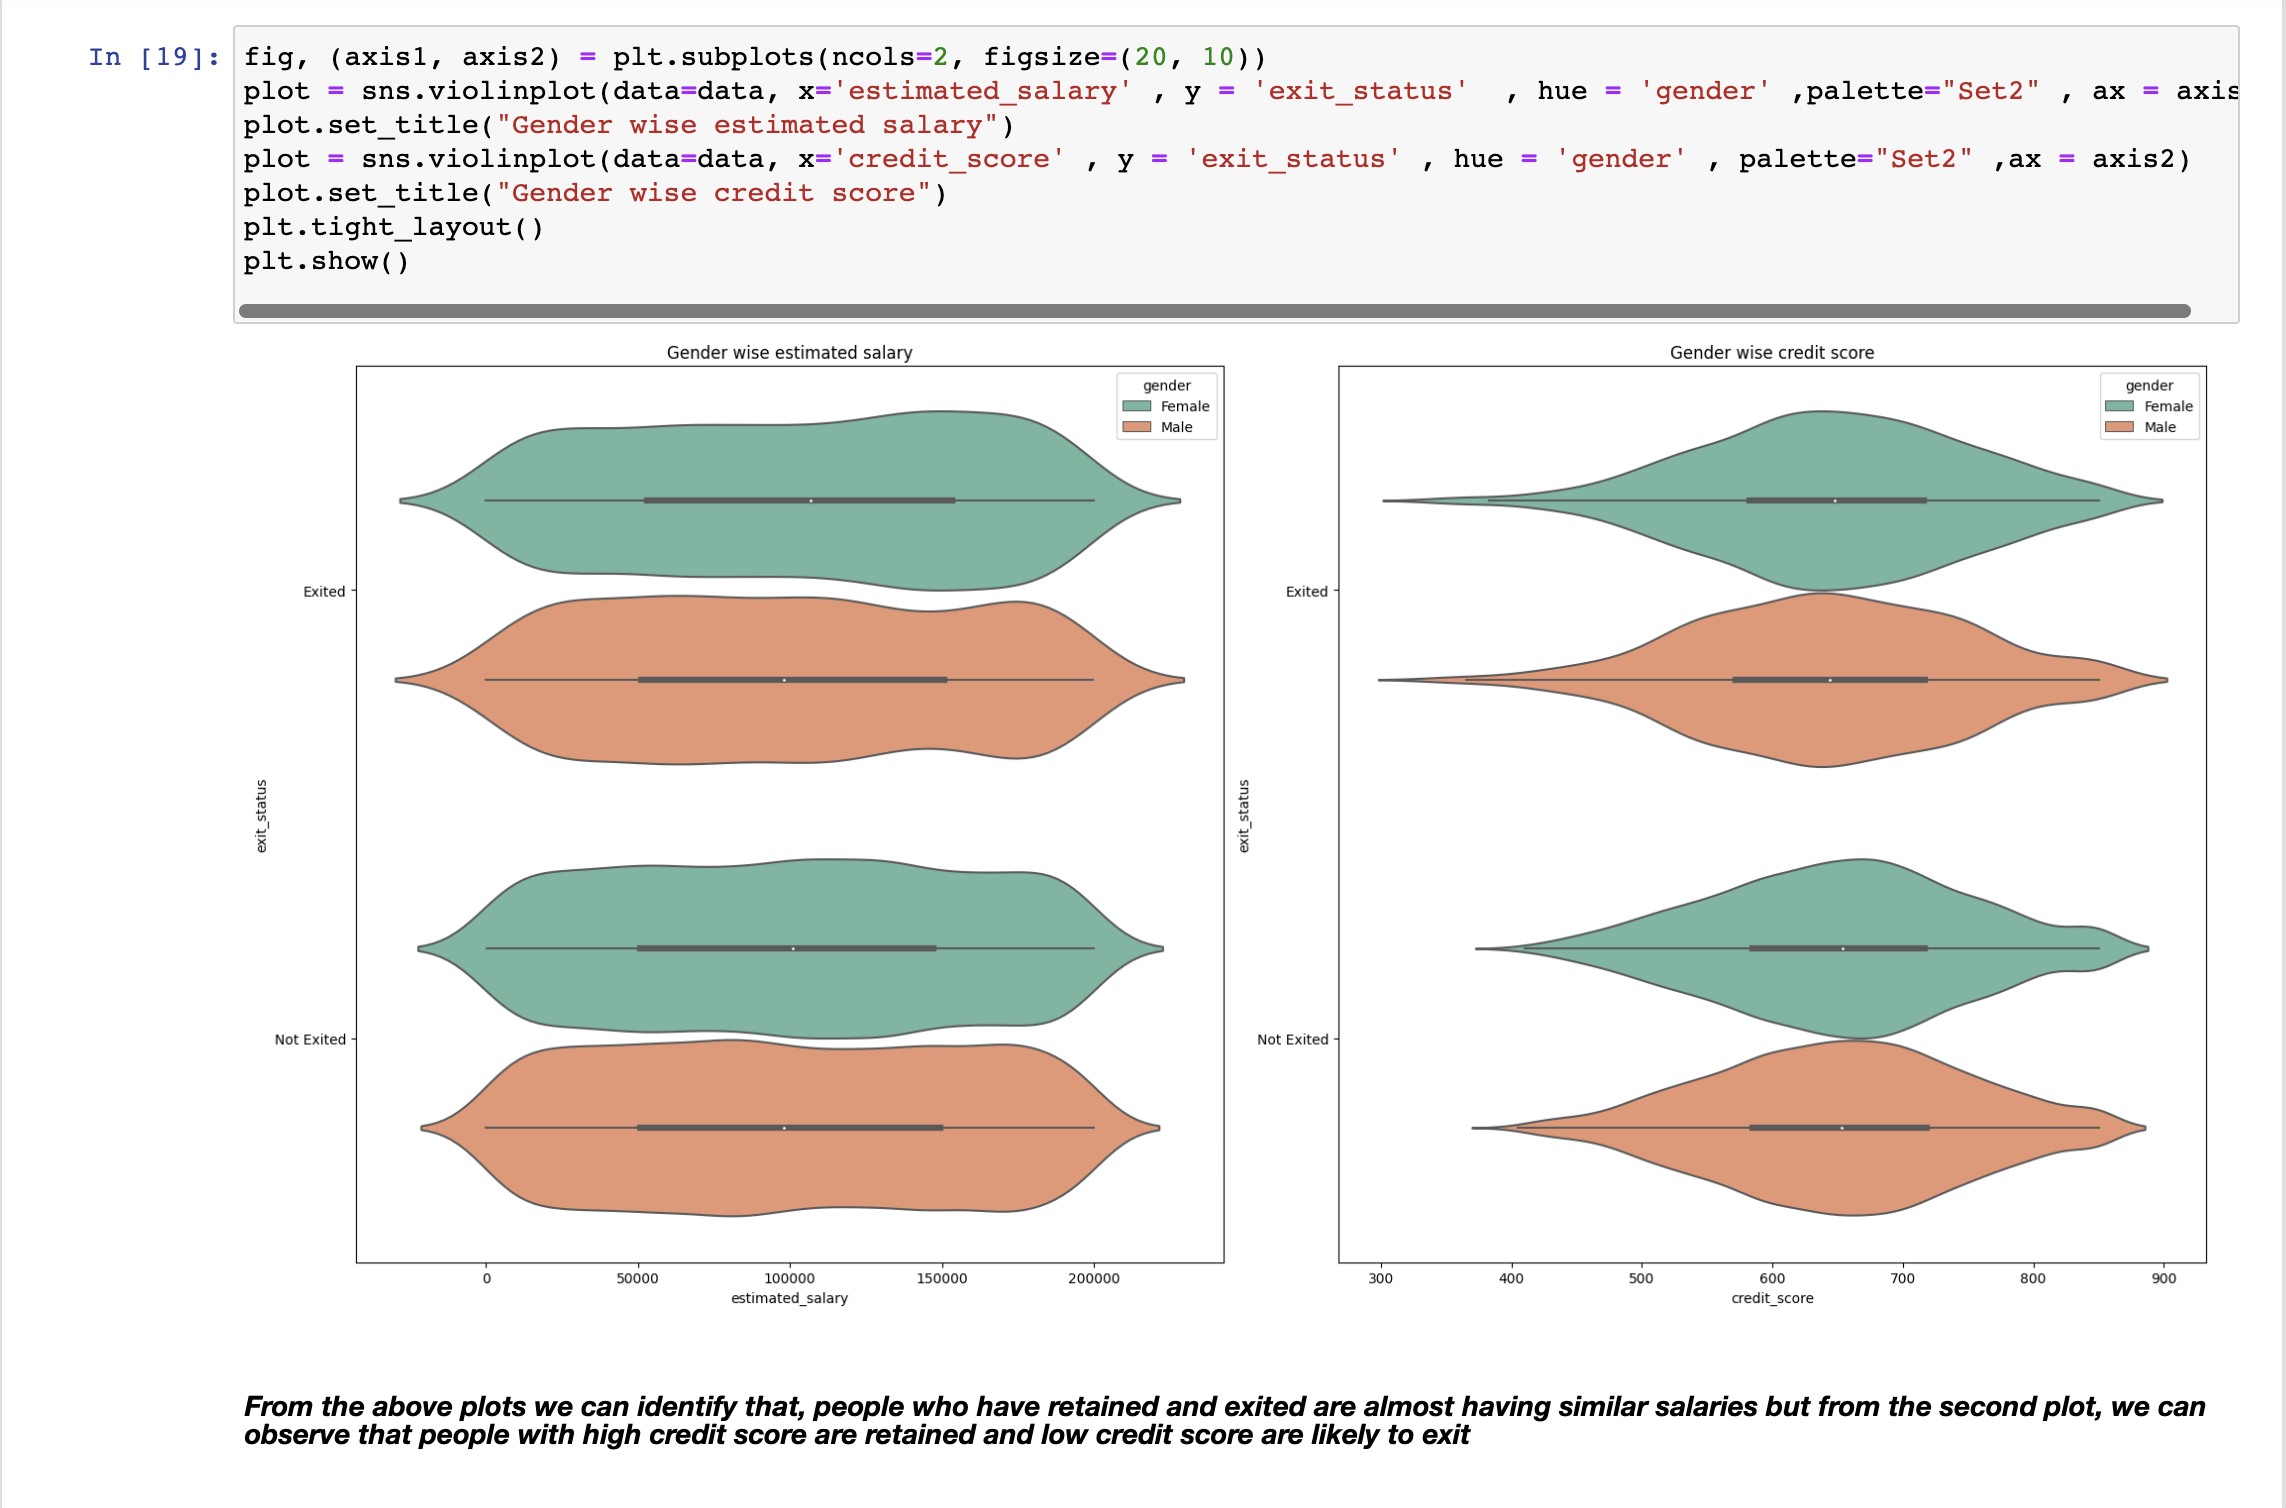 In [19]:
fig, (axis1, axis2) = plt.subplots(ncols=2, figsize=(20, 10))
plot = sns.violinplot(data=data, x='estimated_salary' , y = 'exit_status'  , hue = 'gender' ,palette="Set2" , ax = axis
plot.set_title("Gender wise estimated salary")
plot = sns.violinplot(data=data, x='credit_score' , y = 'exit_status' , hue = 'gender' , palette="Set2" ,ax = axis2)
plot.set_title("Gender wise credit score")
plt.tight_layout()
plt.show()
Gender wise estimated salary
gender
Female
Male
Exited
exit_status
Not Exited
0 50000 100000 150000 200000
estimated_salary
Gender wise credit score
gender
Female
Male
Exited
exit_status
Not Exited
300 400 500 600 700 800 900
credit_score
From the above plots we can identify that, people who have retained and exited are almost having similar salaries but from the second plot, we can
observe that people with high credit score are retained and low credit score are likely to exit